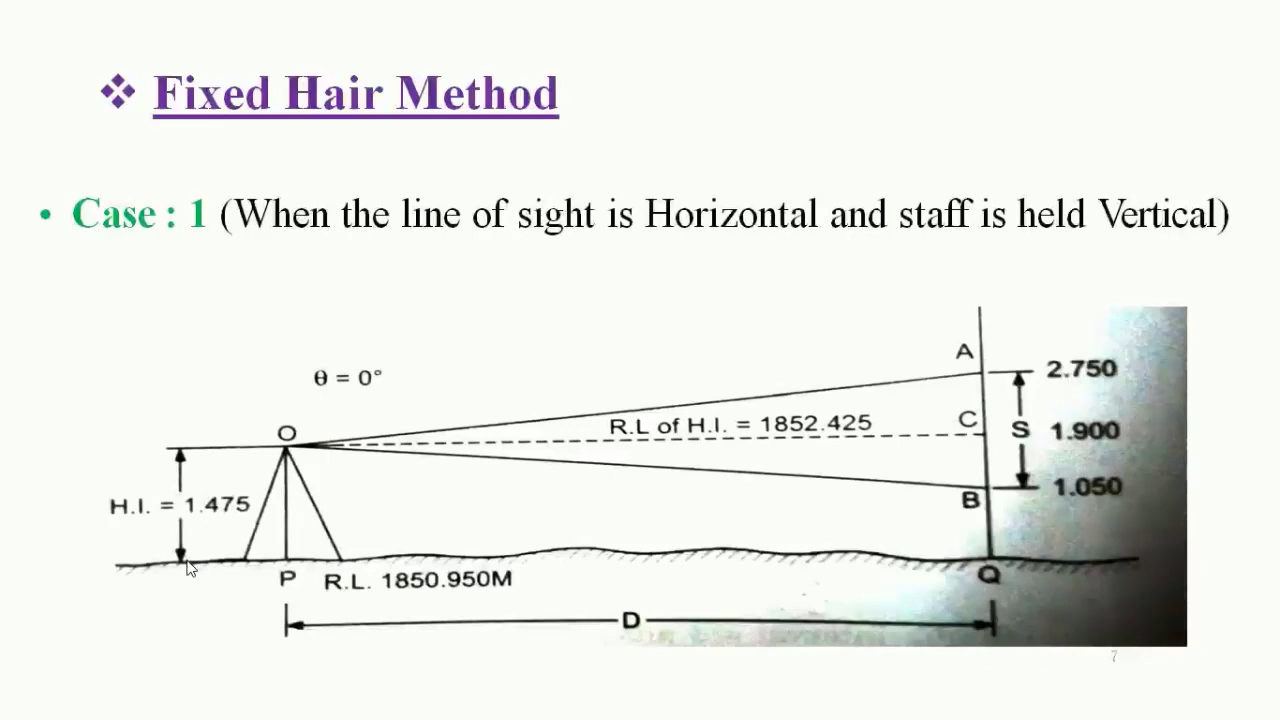 ❖ Fixed Hair Method
• Case : 1 (When the line of sight is Horizontal and staff is held Vertical)
A
2.750
θ = 0°
R.L of H.I. = 1852.425
C
S
1.900
O
H.I. = 1.475
B
1.050
P
R.L. 1850.950M
Q
D
7